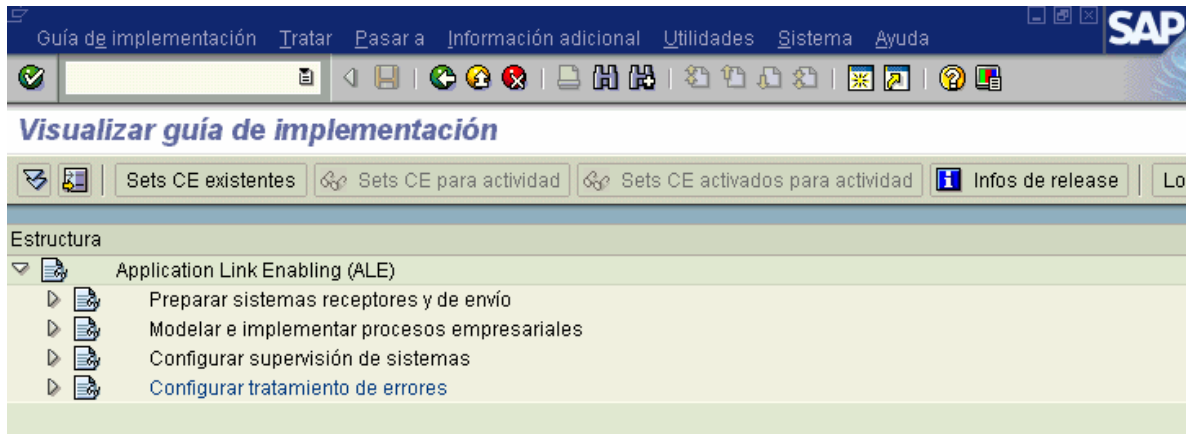 Guía de implementación Tratar Pasar a Información adicional Utilidades Sistema Ayuda
SAP
Visualizar guía de implementación
Sets CE existentes Sets CE para actividad Sets CE activados para actividad Infos de release Lo
Estructura
Application Link Enabling (ALE)
Preparar sistemas receptores y de envío
Modelar e implementar procesos empresariales
Configurar supervisión de sistemas
Configurar tratamiento de errores